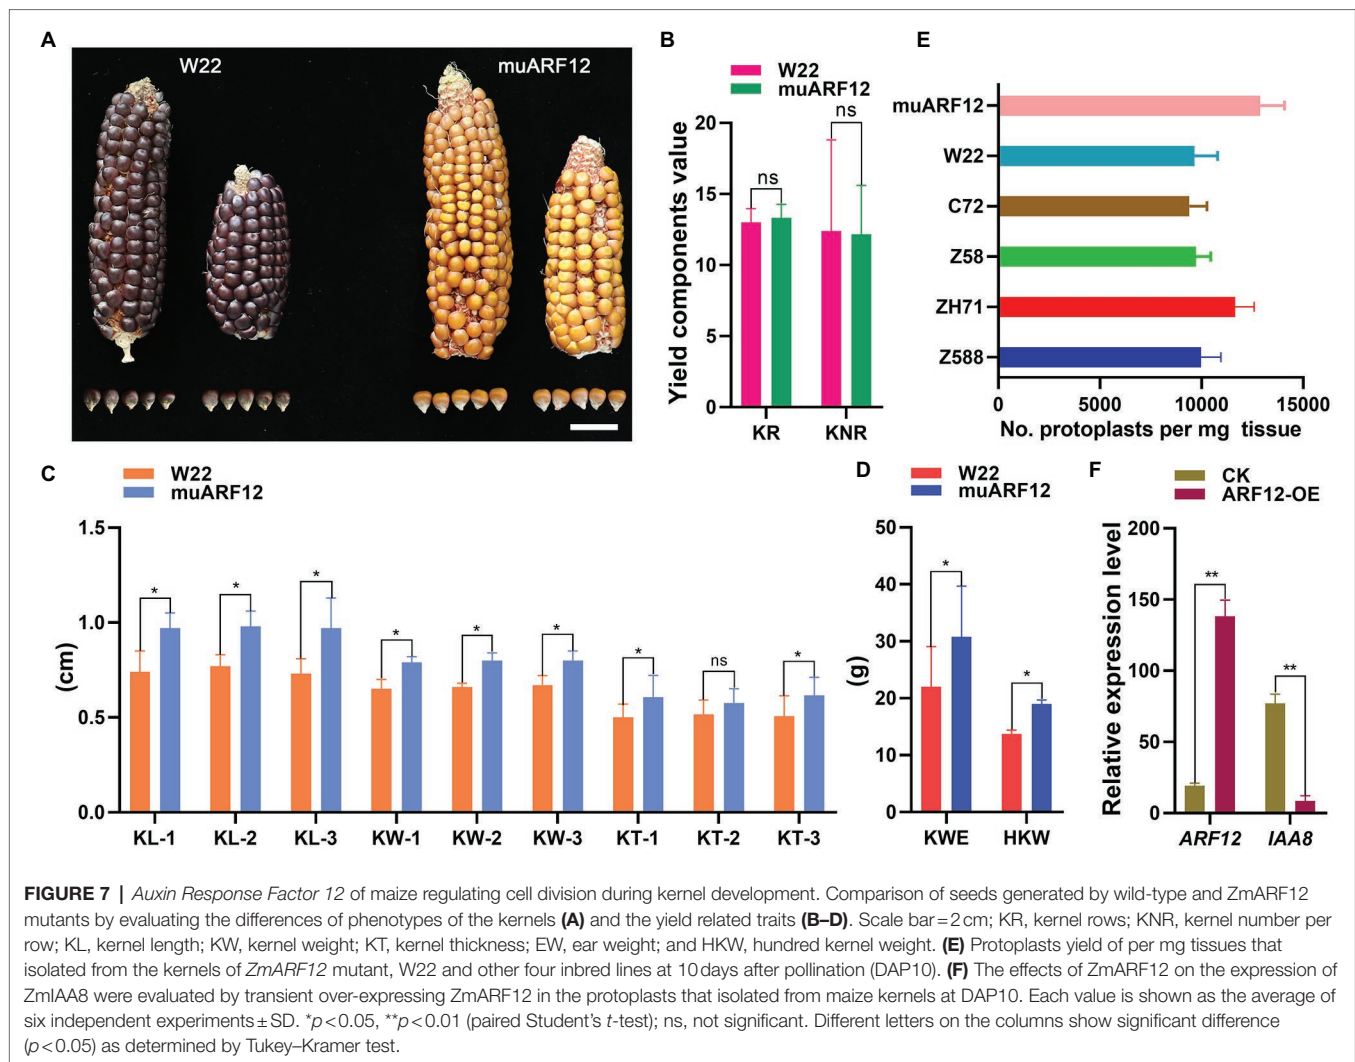 A
W22
muARF12
B
W22
muARF12
Yield components value
20
15
10
5
0
ns
ns
KR
KNR
E
muARF12
W22
C72
Z58
ZH71
Z588
0
5000
10000
15000
No. protoplasts per mg tissue
C
W22
muARF12
(cm)
1.5
1.0
0.5
0.0
*
*
*
*
*
*
*
ns
*
KL-1
KL-2
KL-3
KW-1
KW-2
KW-3
KT-1
KT-2
KT-3
D
W22
muARF12
(g)
50
40
30
20
10
0
*
*
KWE
HKW
F
CK
ARF12-OE
Relative expression level
200
150
100
50
0
**
**
ARF12
IAA8
FIGURE 7 | Auxin Response Factor 12 of maize regulating cell division during kernel development. Comparison of seeds generated by wild-type and ZmARF12
mutants by evaluating the differences of phenotypes of the kernels (A) and the yield related traits (B–D). Scale bar = 2 cm; KR, kernel rows; KNR, kernel number per
row; KL, kernel length; KW, kernel weight; KT, kernel thickness; EW, ear weight; and HKW, hundred kernel weight. (E) Protoplasts yield of per mg tissues that
isolated from the kernels of ZmARF12 mutant, W22 and other four inbred lines at 10 days after pollination (DAP10). (F) The effects of ZmARF12 on the expression of
ZmIAA8 were evaluated by transient over-expressing ZmARF12 in the protoplasts that isolated from maize kernels at DAP10. Each value is shown as the average of
six independent experiments ± SD. *p < 0.05, **p < 0.01 (paired Student's t-test); ns, not significant. Different letters on the columns show significant difference
(p < 0.05) as determined by Tukey–Kramer test.